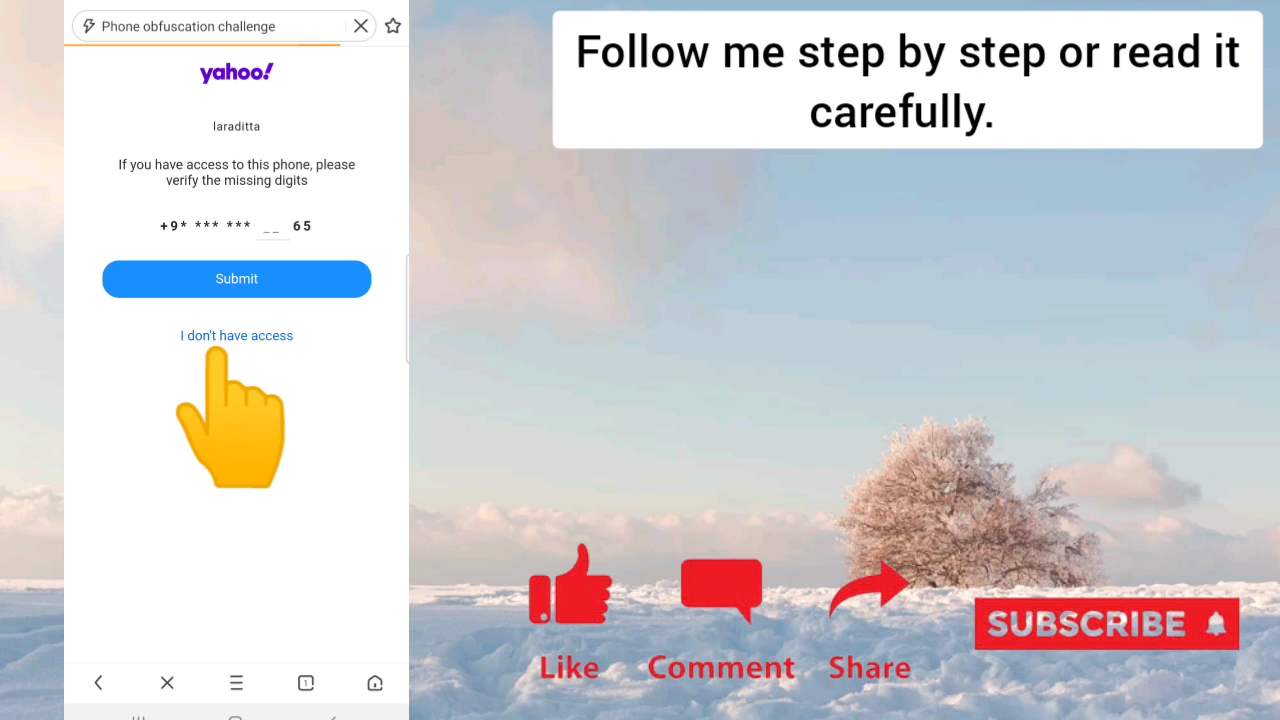 Phone obfuscation challenge
yahoo!
laraditta
If you have access to this phone, please
verify the missing digits
+9* *** *** __ 65
Submit
I don't have access
1
Follow me step by step or read it
carefully.
Like
Comment
Share
SUBSCRIBE